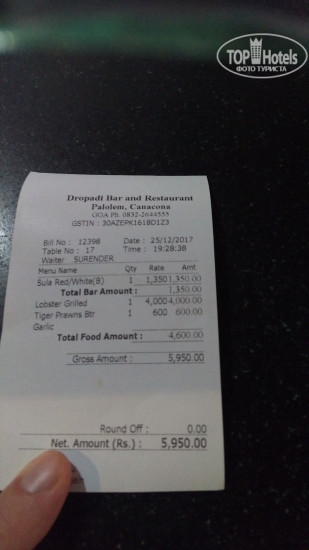 TOP Hotels
ФОТО ТУРИСТА
Dropadi Bar and Restaurant
Palolem, Canacona
GOA Ph. 0832-2644555
GSTIN : 30AZEPK1618D1Z3
Bill No : 12398 Date : 25/12/2017
Table No : 17 Time : 19:28:38
Waiter SURENDER
Menu Name Qty Rate Amt
Sula Red/White(B) 1 1,350 1,350.00
Total Bar Amount : 1,350.00
Lobster Grilled 1 4,000 4,000.00
Tiger Prawns Btr 1 600 600.00
Garlic
Total Food Amount : 4,600.00
Gross Amount : 5,950.00
Round Off : 0.00
Net. Amount (Rs.) : 5,950.00